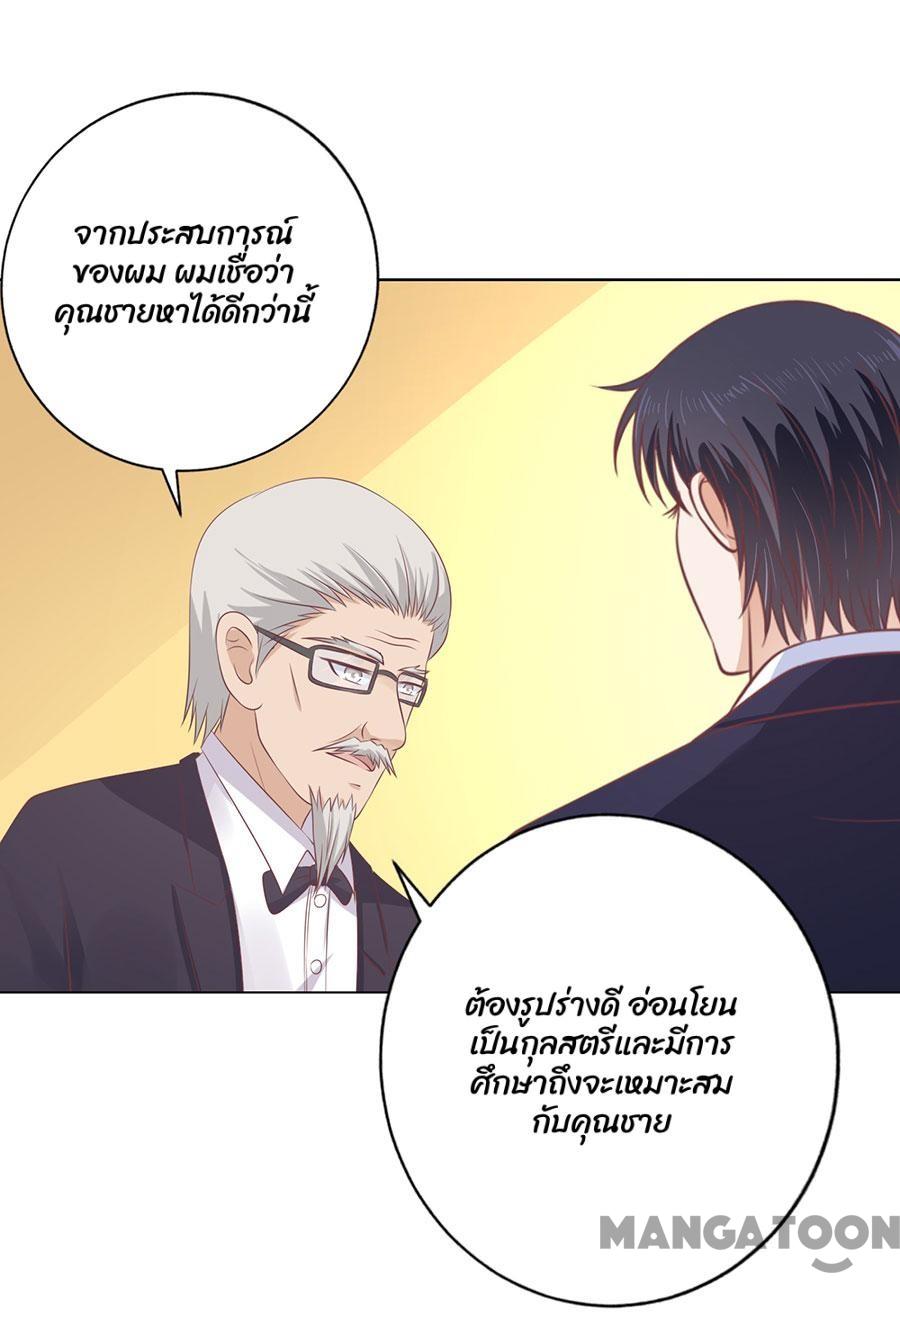 จากประสบการณ์
ของผม ผมเชื่อว่า
คุณชายหาได้ดีกว่านี้
ต้องรูปร่างดี อ่อนโยน
เป็นกุลสตรีและมีการ
ศึกษาถึงจะเหมาะสม
กับคุณชาย
MANGATOON